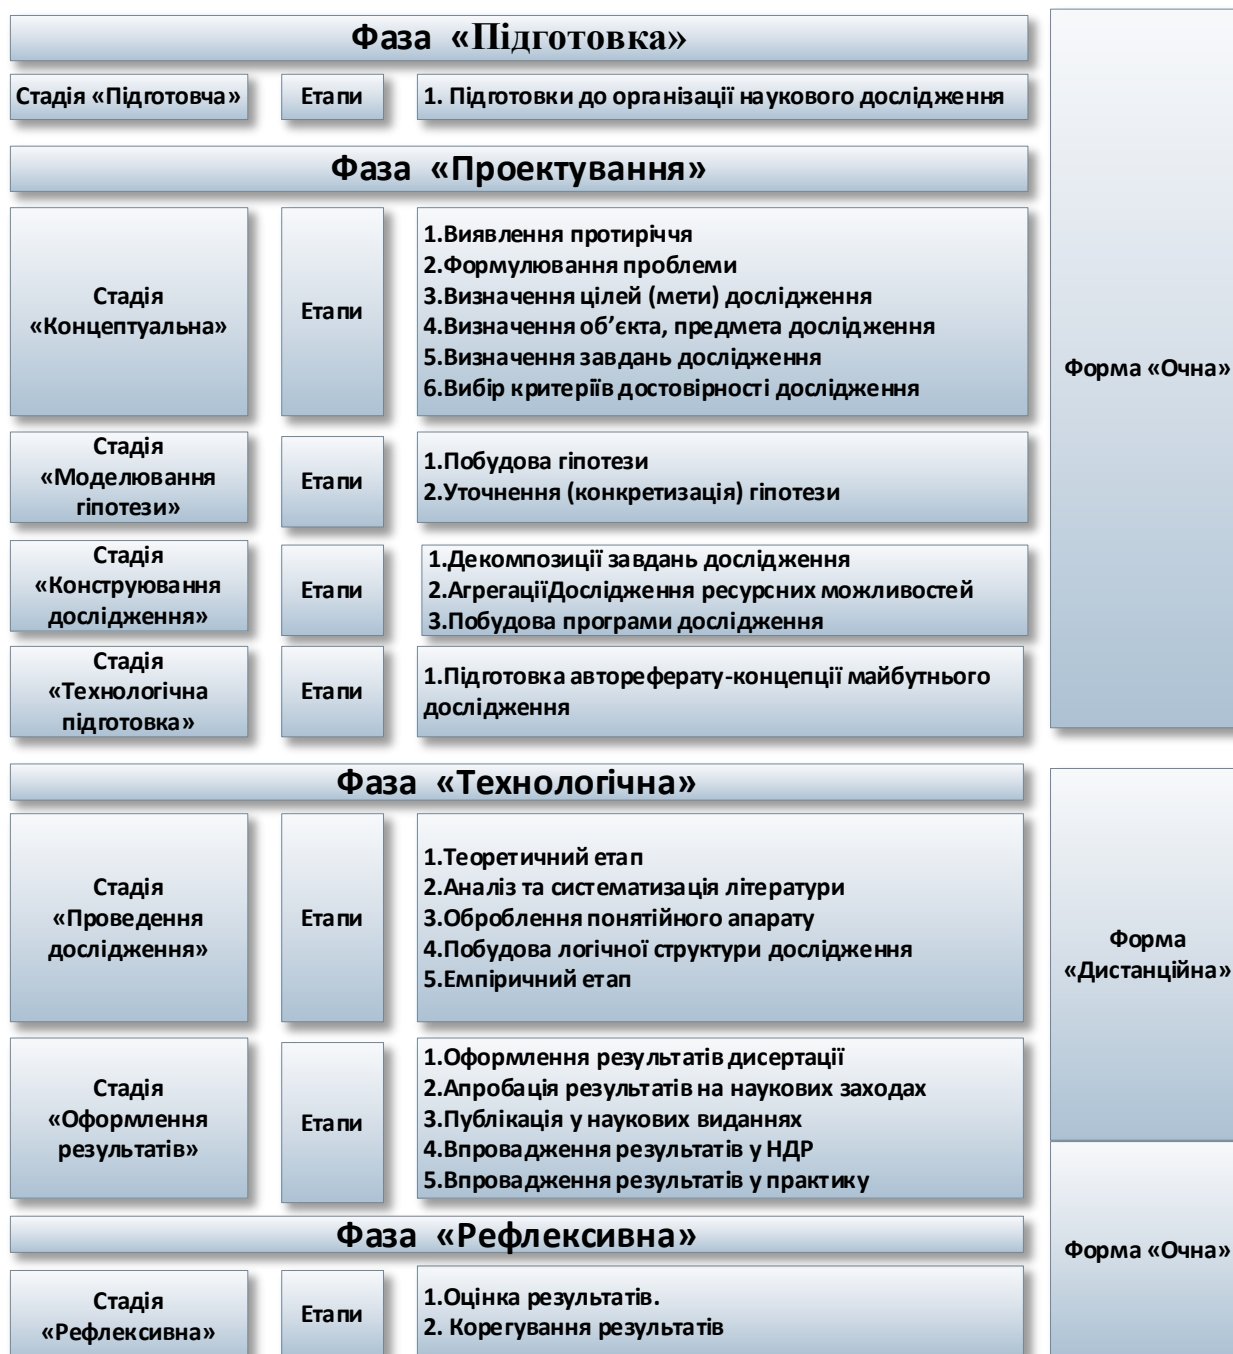 Фаза «Підготовка»
Стадія «Підготовча»
Етапи
1. Підготовки до організації наукового дослідження
Фаза «Проектування»
Стадія
«Концептуальна»
Етапи
1.Виявлення протиріччя
2.Формулювання проблеми
3.Визначення цілей (мети) дослідження
4.Визначення об’єкта, предмета дослідження
5.Визначення завдань дослідження
6.Вибір критеріїв достовірності дослідження
Стадія
«Моделювання
гіпотези»
Етапи
1.Побудова гіпотези
2.Уточнення (конкретизація) гіпотези
Стадія
«Конструювання
дослідження»
Етапи
1.Декомпозиції завдань дослідження
2.АгрегаціїДослідження ресурсних можливостей
3.Побудова програми дослідження
Стадія
«Технологічна
підготовка»
Етапи
1.Підготовка автореферату-концепції майбутнього
дослідження
Форма «Очна»
Фаза «Технологічна»
Стадія
«Проведення
дослідження»
Етапи
1.Теоретичний етап
2.Аналіз та систематизація літератури
3.Оброблення понятійного апарату
4.Побудова логічної структури дослідження
5.Емпіричний етап
Форма
«Дистанційна»
Стадія
«Оформлення
результатів»
Етапи
1.Оформлення результатів дисертації
2.Апробація результатів на наукових заходах
3.Публікація у наукових виданнях
4.Впровадження результатів у НДР
5.Впровадження результатів у практику
Фаза «Рефлексивна»
Стадія
«Рефлексивна»
Етапи
1.Оцінка результатів.
2. Корегування результатів
Форма «Очна»